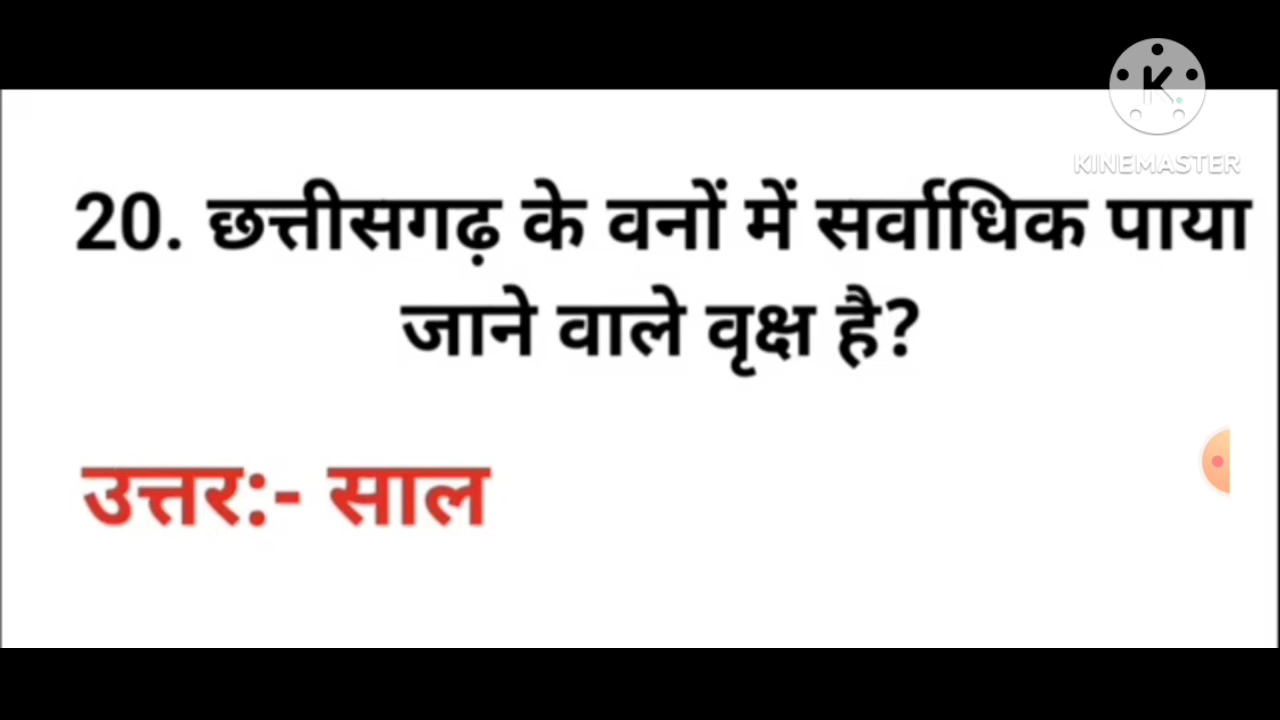 K
KINEMASTER
20. छत्तीसगढ़ के वनों में सर्वाधिक पाया
जाने वाले वृक्ष है?
उत्तर:- साल